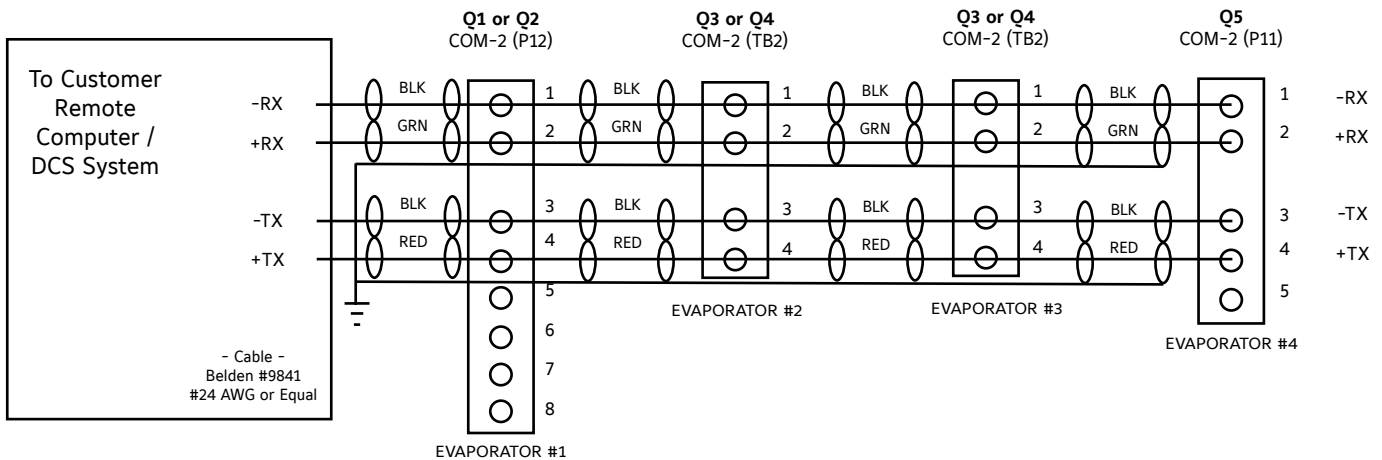 Q1 or Q2
COM-2 (P12)
Q3 or Q4
COM-2 (TB2)
Q3 or Q4
COM-2 (TB2)
Q5
COM-2 (P11)
To Customer
Remote
Computer /
DCS System
-RX
+RX
-TX
+TX
- Cable -
Belden #9841
#24 AWG or Equal
BLK
GRN
BLK
RED
1
2
3
4
5
6
7
8
EVAPORATOR #1
BLK
GRN
BLK
RED
1
2
3
4
EVAPORATOR #2
BLK
GRN
BLK
RED
1
2
3
4
EVAPORATOR #3
BLK
GRN
BLK
RED
1
2
3
4
5
-RX
+RX
-TX
+TX
EVAPORATOR #4